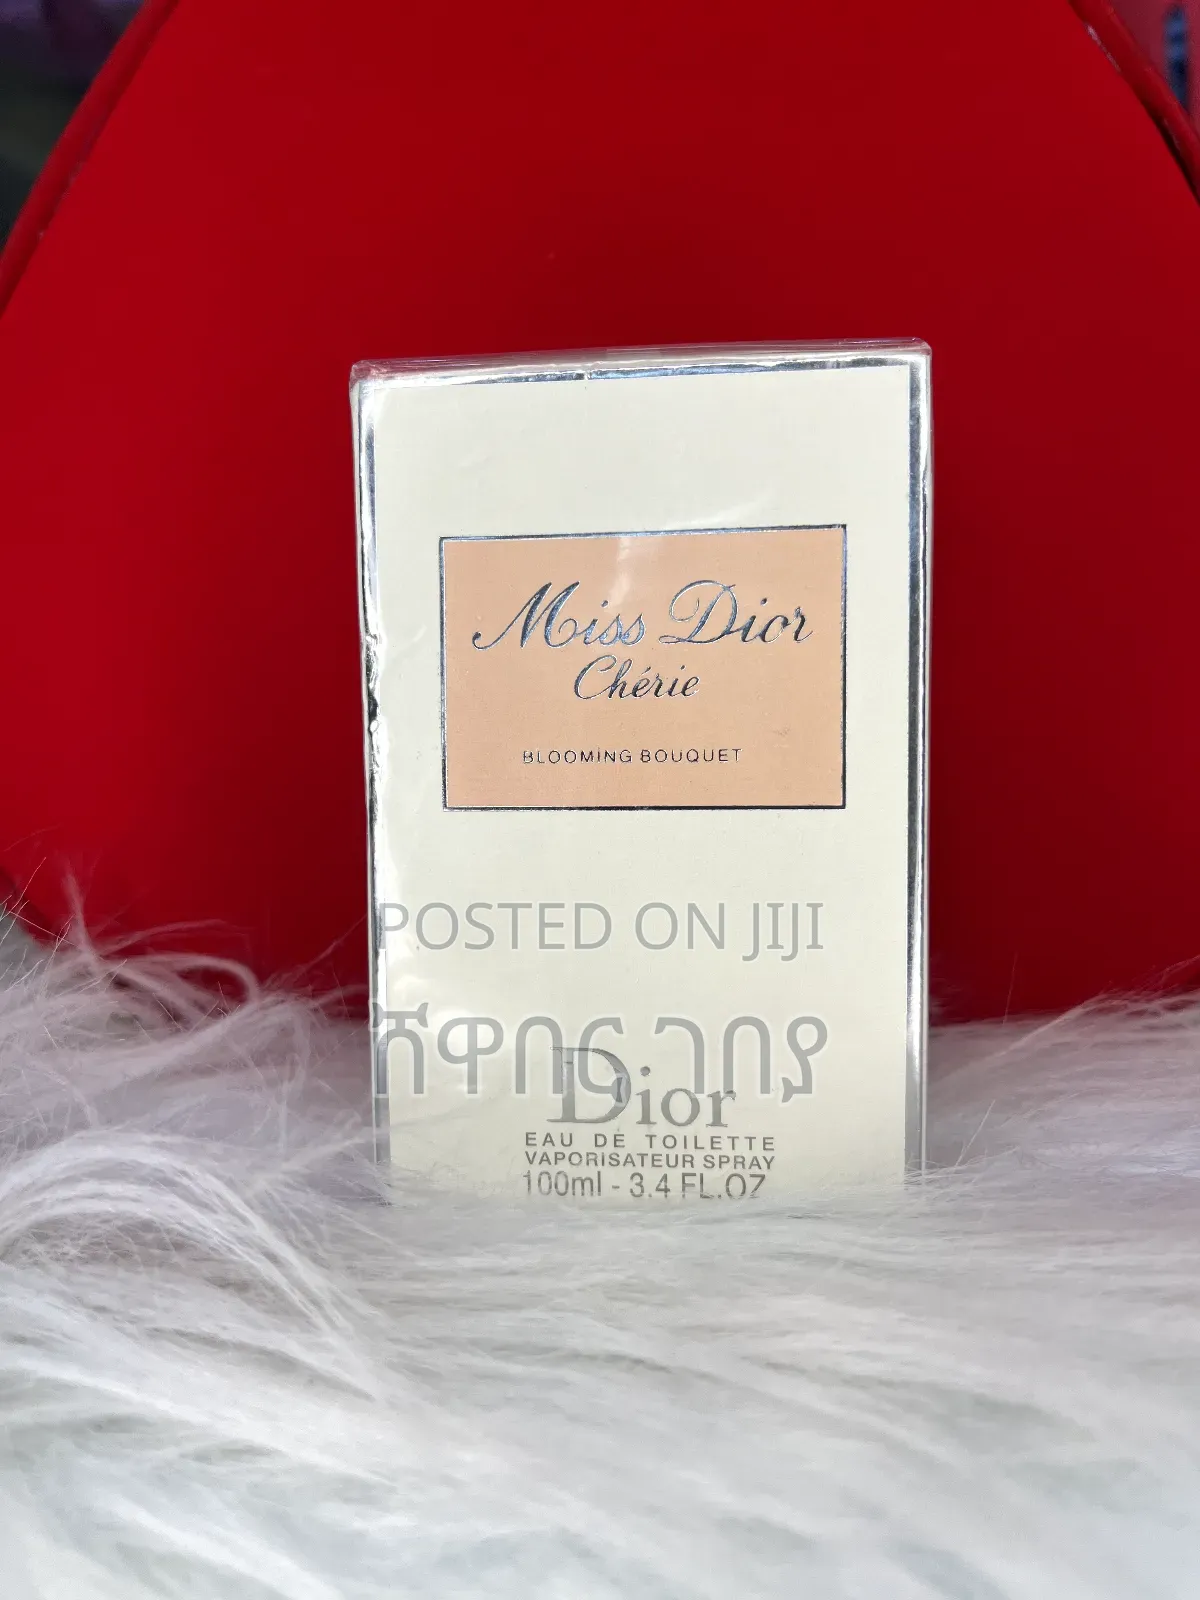 Miss Dior
Chérie
BLOOMING BOUQUET
POSTED ON JIJI
ሸዋበር ገበያ
Dior
EAU DE TOILETTE
VAPORISATEUR SPRAY
100ml - 3.4 FL.OZ